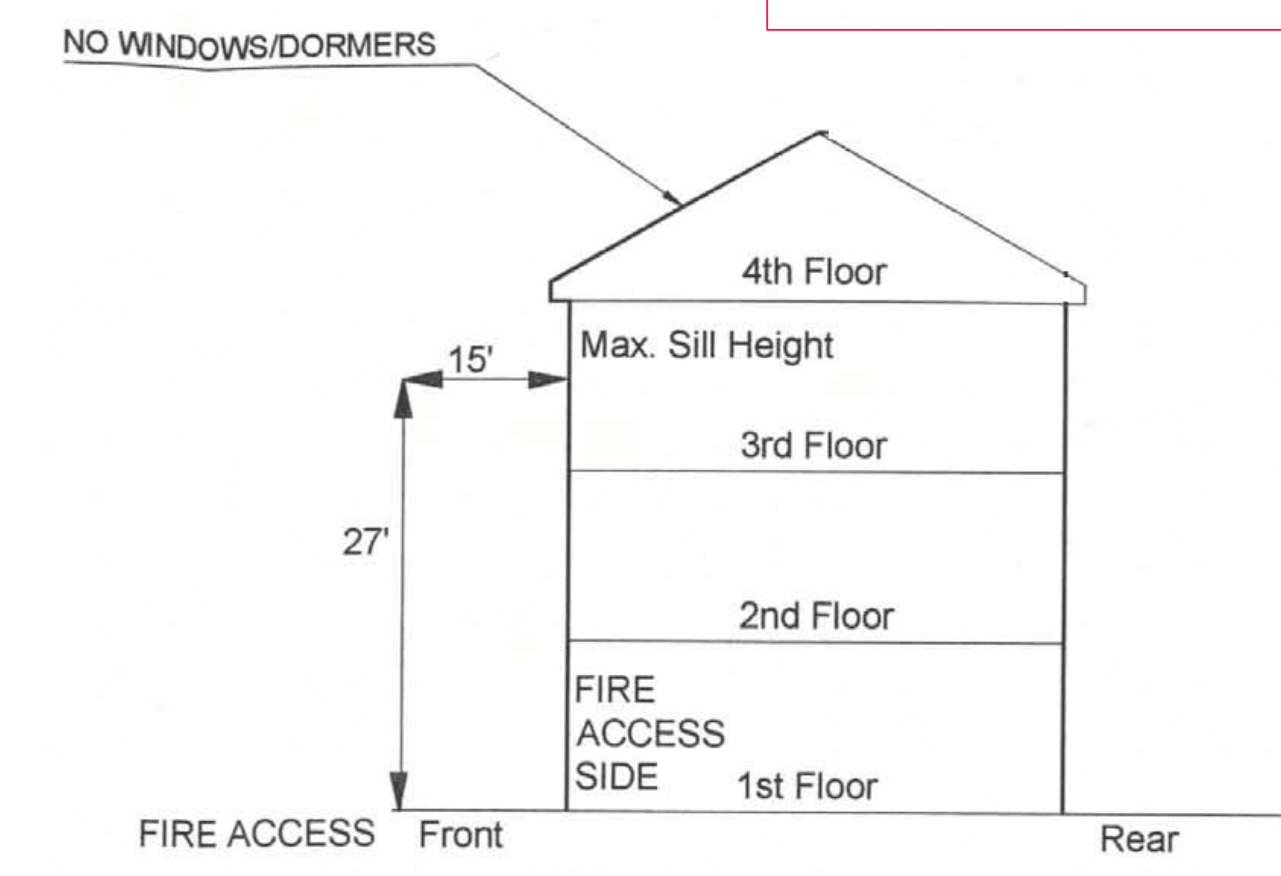 NO WINDOWS/DORMERS
4th Floor
Max. Sill Height
15'
3rd Floor
27'
2nd Floor
FIRE
ACCESS
SIDE
1st Floor
FIRE ACCESS
Front
Rear